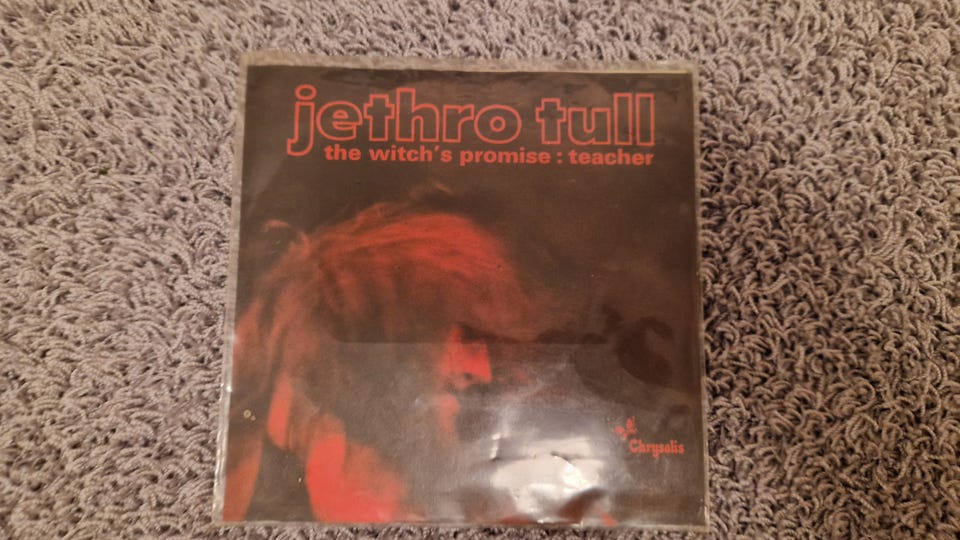 jethro tull
the witch's promise : teacher
Chrysalis